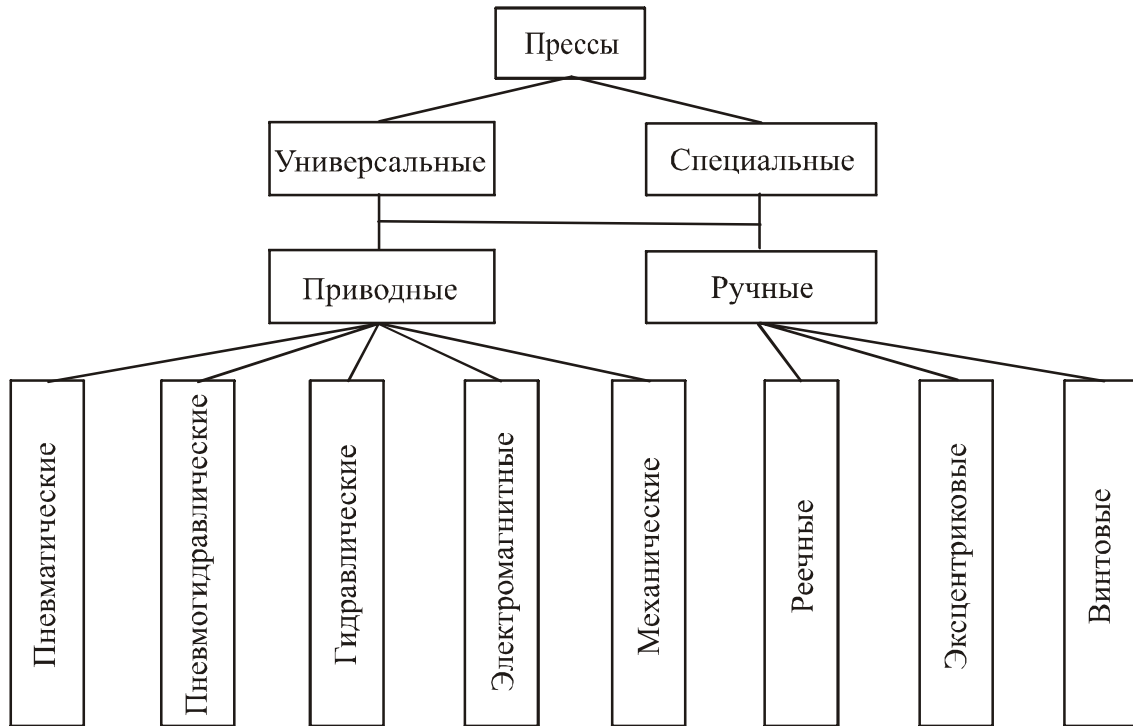 Прессы
Универсальные
Специальные
Приводные
Ручные
Пневматические
Пневмогидравлические
Гидравлические
Электромагнитные
Механические
Реечные
Эксцентриковые
Винтовые